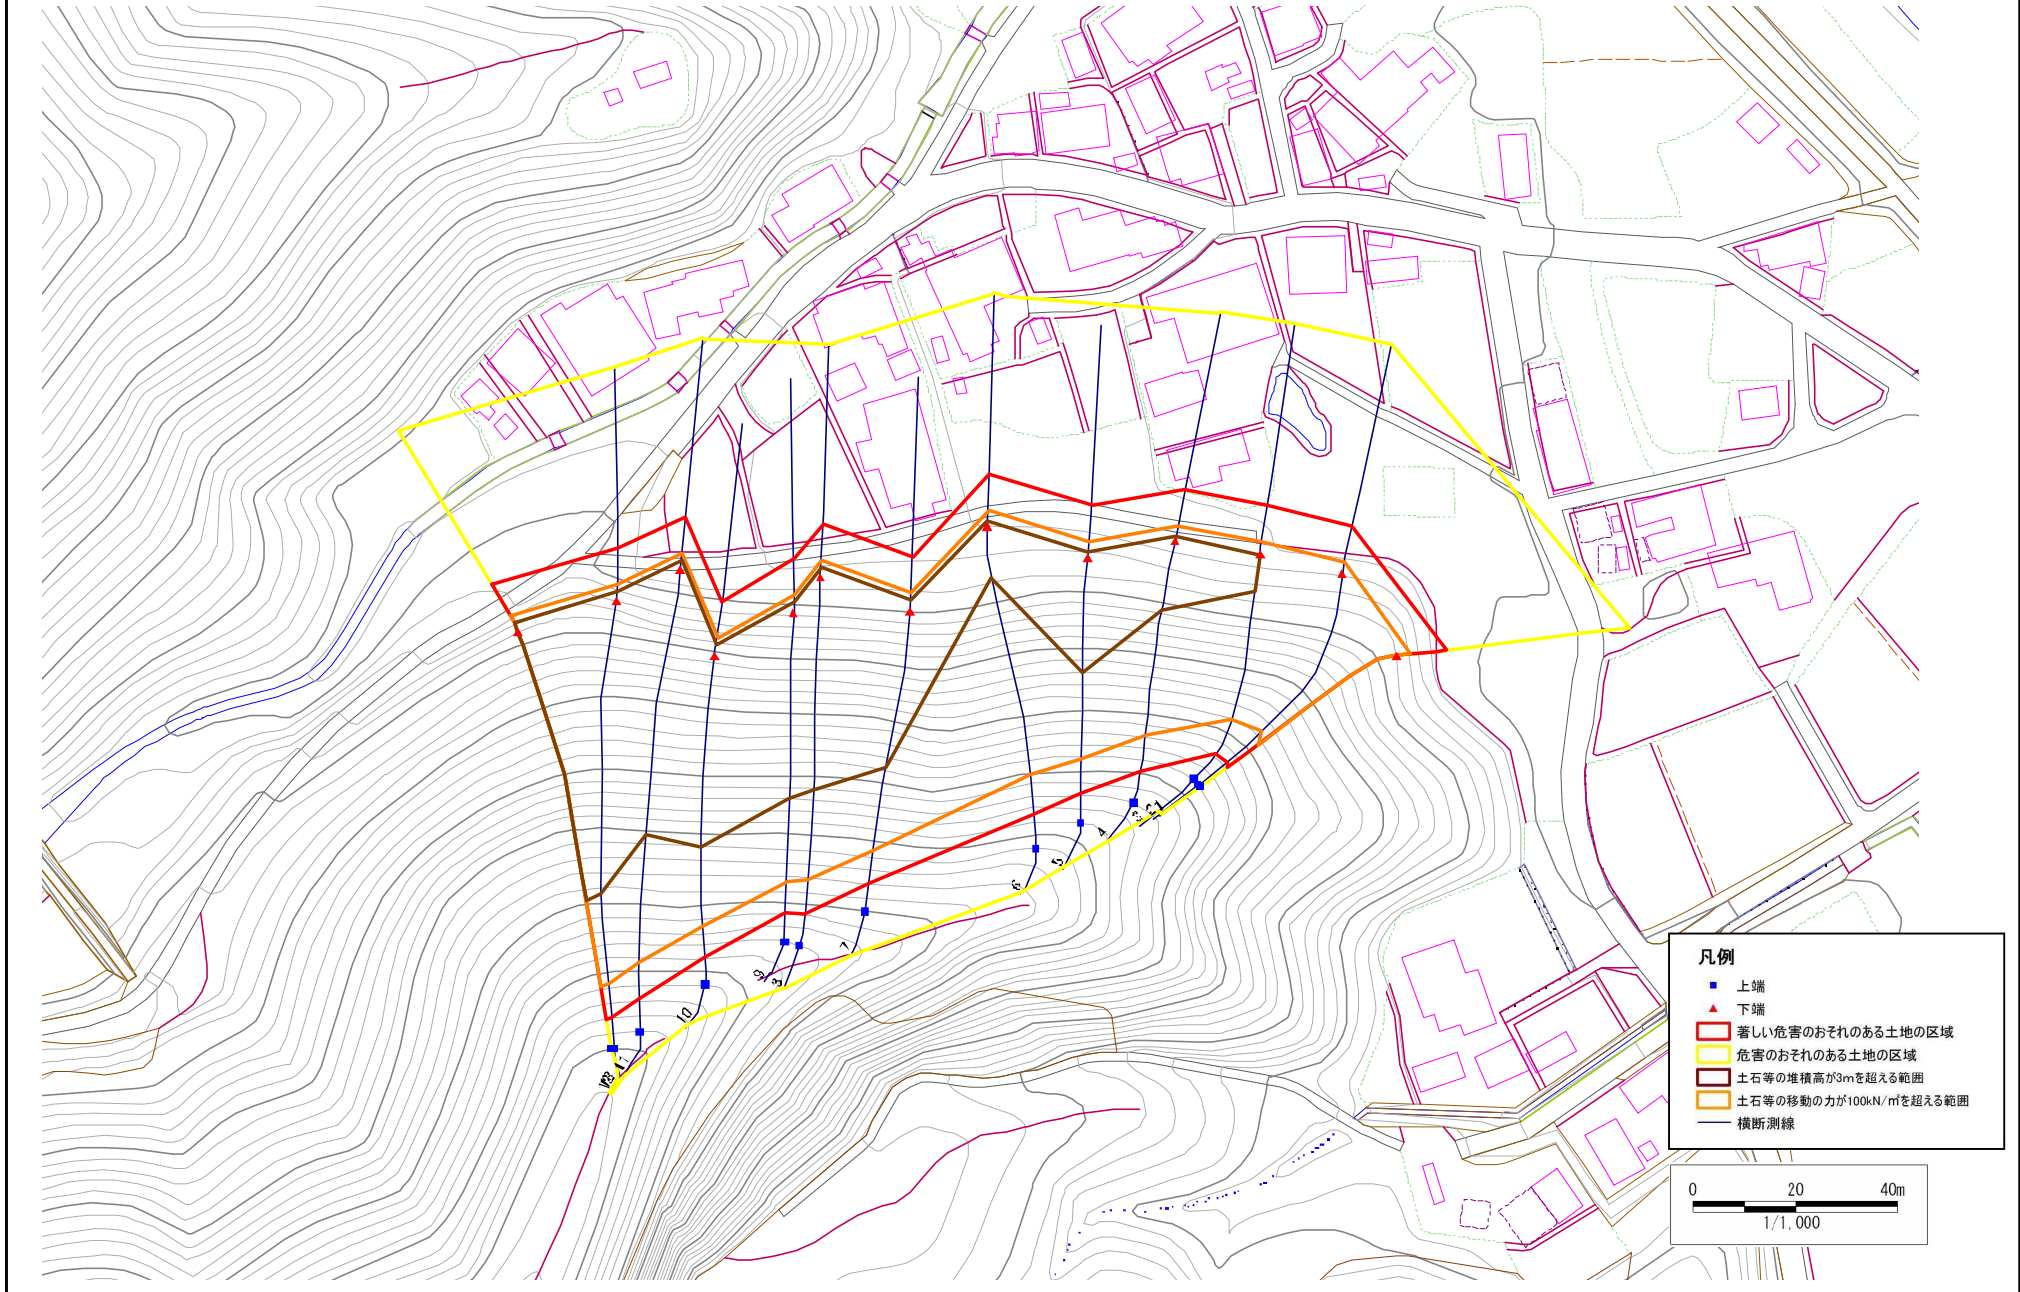 3
4
5
6
7
8
9
10
凡例
上端
下端
著しい危害のおそれのある土地の区域
危害のおそれのある土地の区域
土石等の堆積高が3mを超える範囲
土石等の移動の力が100kN/㎡を超える範囲
横断測線
0 20 40m
1/1,000